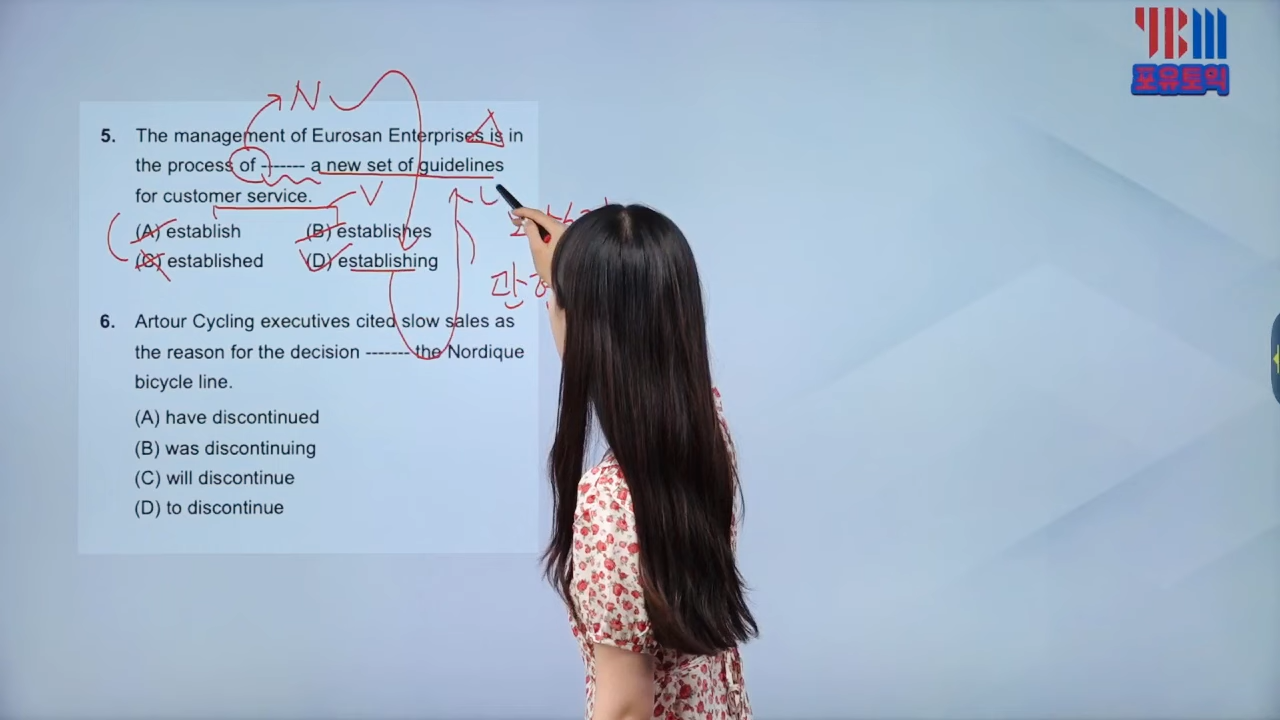 YBM
포유토익
N
5. The management of Eurosan Enterprises is in
the process of ------- a new set of guidelines
for customer service.
V
(A) establish (B) establishes
(C) established (D) establishing
6. Artour Cycling executives cited slow sales as
the reason for the decision ------- the Nordique
bicycle line.
(A) have discontinued
(B) was discontinuing
(C) will discontinue
(D) to discontinue